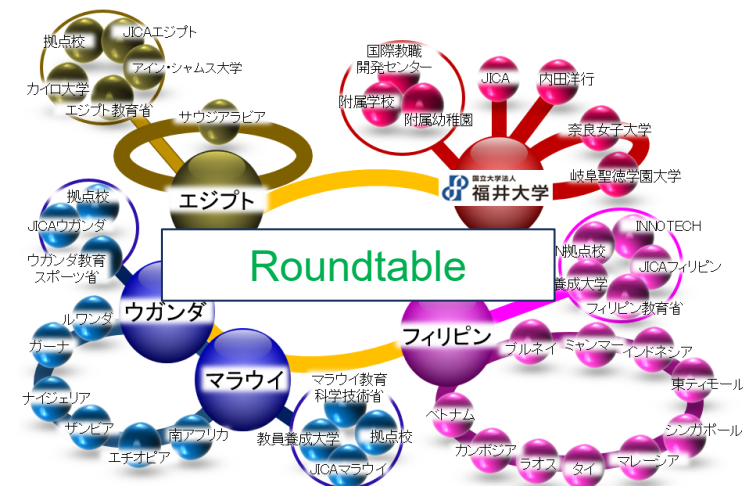 拠点校
JICAエジプト
アイン・シャムス大学
カイロ大学
エジプト教育省
サウジアラビア
エジプト
国際教職
開発センター
附属学校
附属幼稚園
JICA
内田洋行
奈良女子大学
岐阜聖徳学園大学
国立大学法人
福井大学
拠点校
JICAウガンダ
ウガンダ教育
スポーツ省
Roundtable
INNOTECH
N拠点校
JICAフィリピン
養成大学
フィリピン教育省
ウガンダ
フィリピン
マラウイ
ルワンダ
ガーナ
ナイジェリア
ザンビア
エチオピア
南アフリカ
マラウイ教育
科学技術省
教員養成大学
拠点校
JICAマラウイ
ブルネイ
ミャンマー
インドネシア
東ティモール
シンガポール
マレーシア
タイ
ラオス
カンボジア
ベトナム